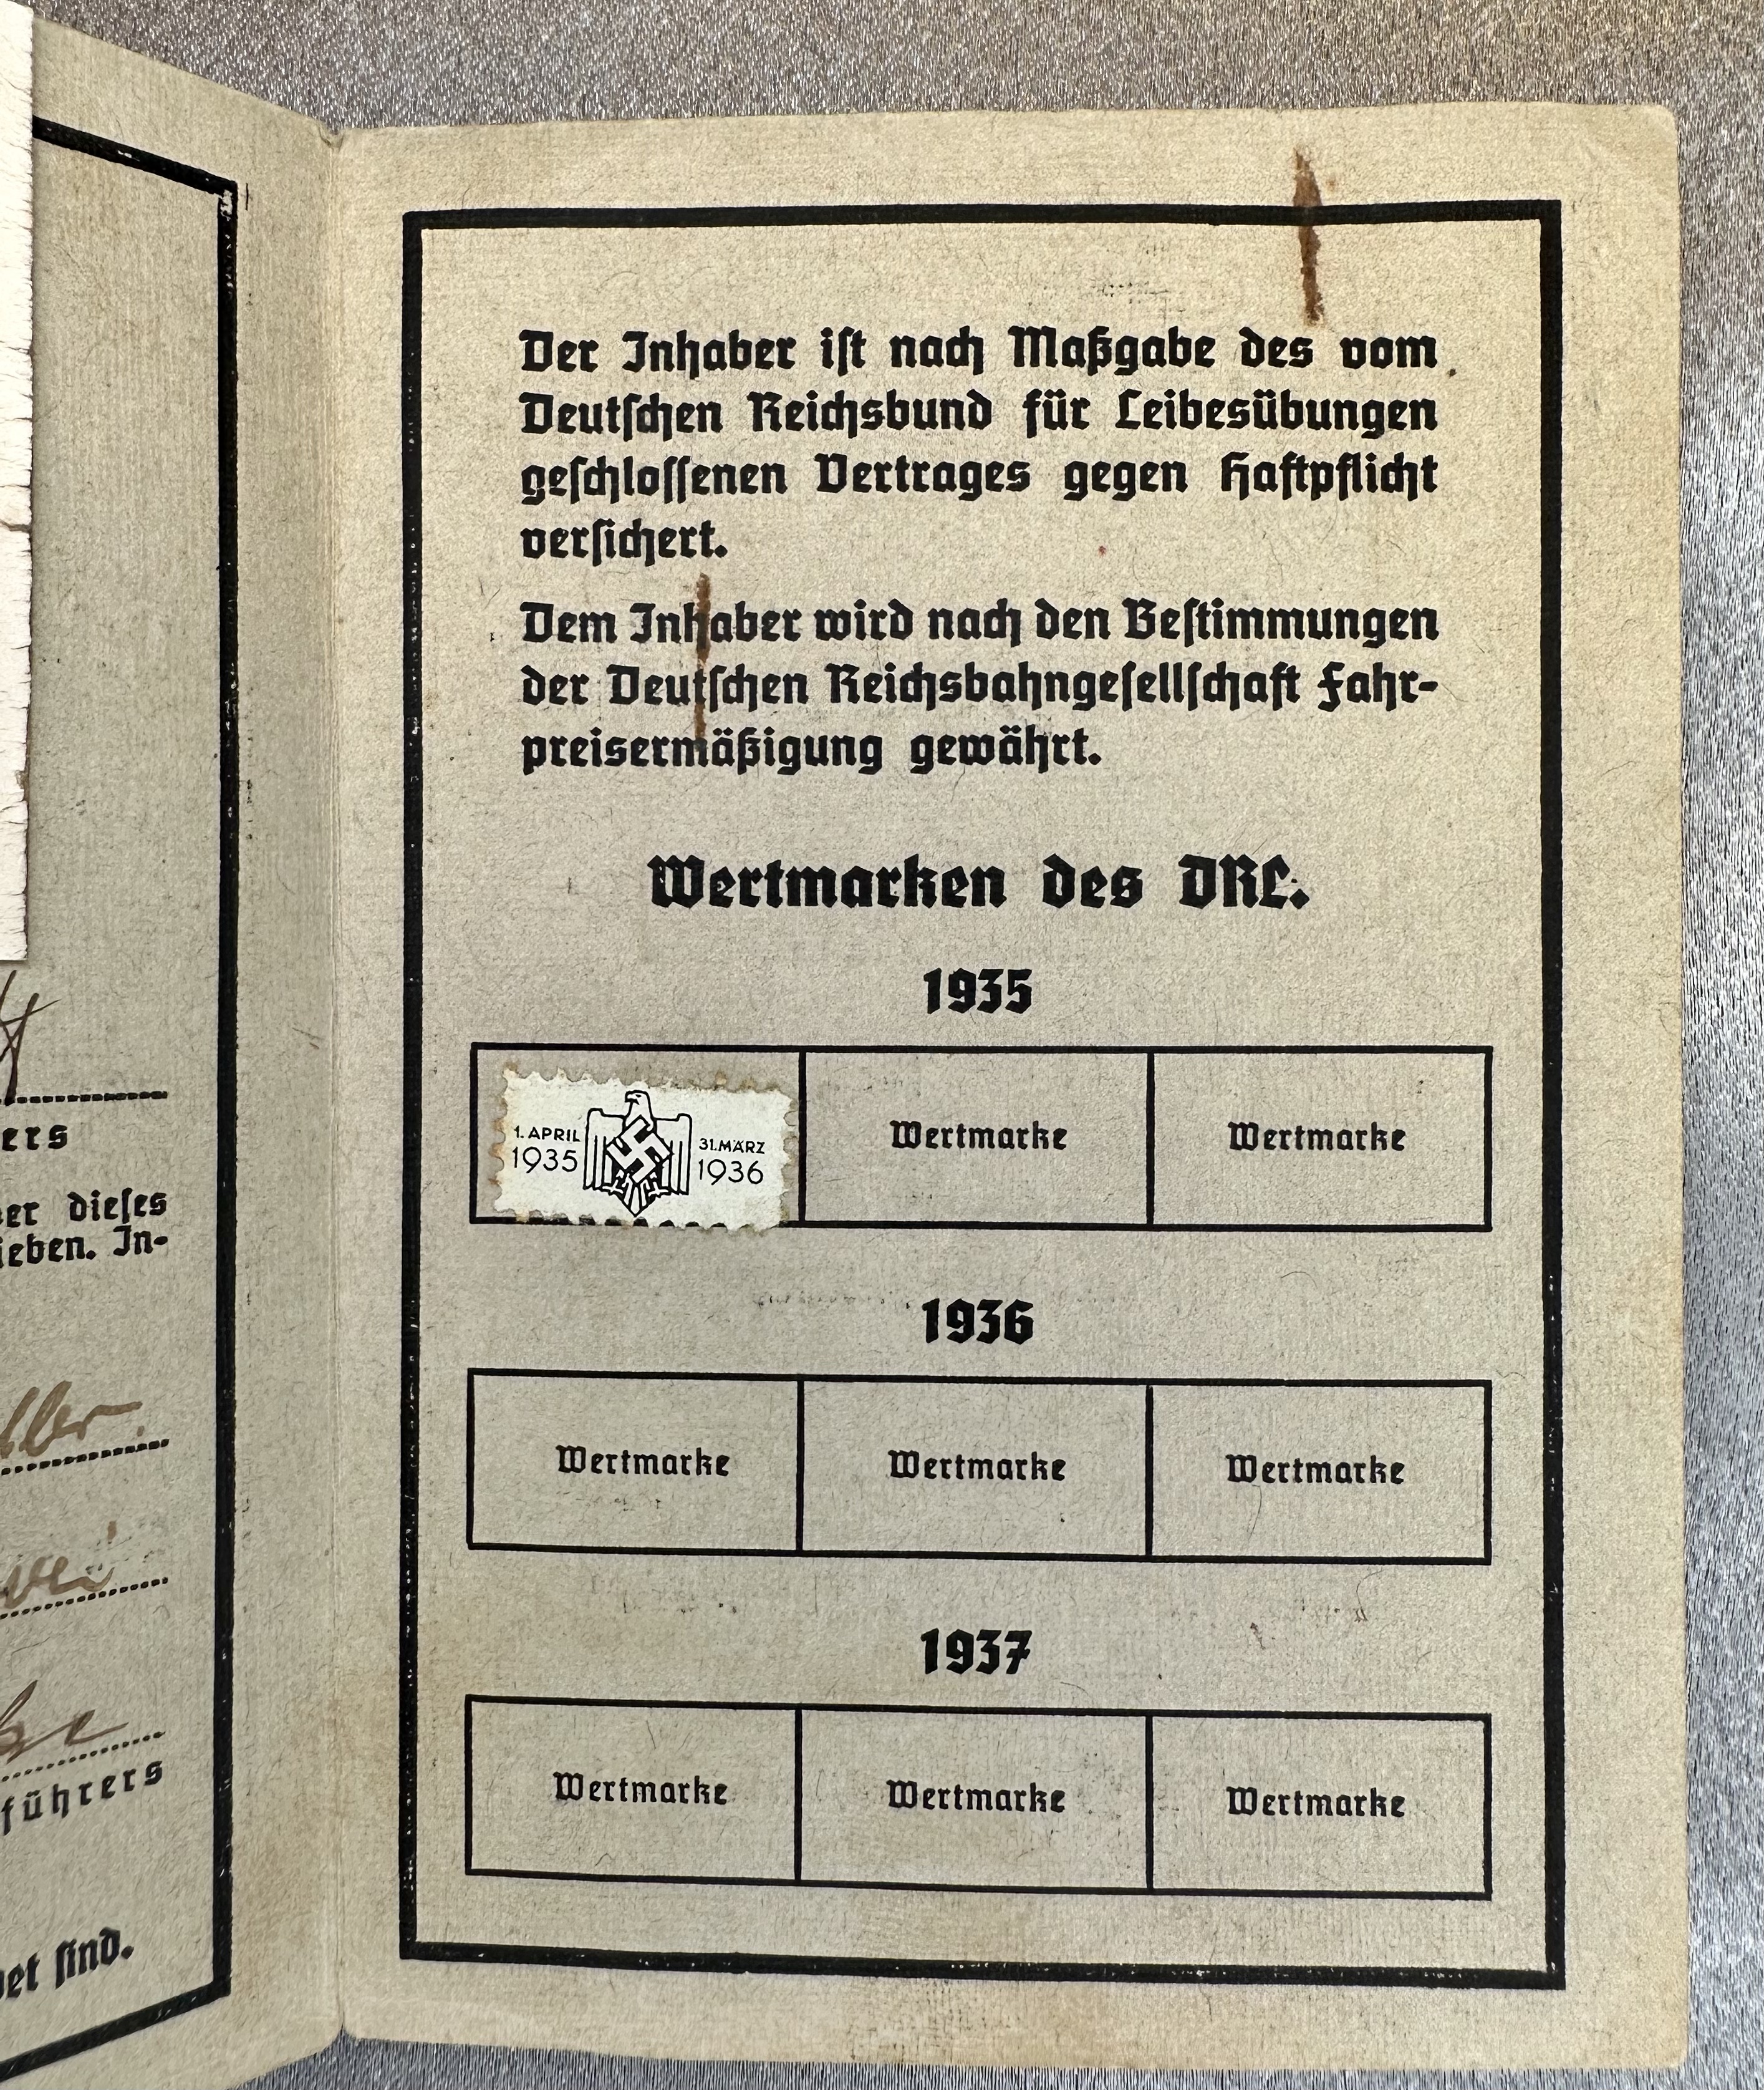 ers
dieses
ieben. In-
führers
sind.
Der Inhaber ist nach Maßgabe des vom
Deutschen Reichsbund für Leibesübungen
geschlossenen Vertrages gegen Haftpflicht
versichert.
Dem Inhaber wird nach den Bestimmungen
der Deutschen Reichsbahngesellschaft Fahr-
preisermäßigung gewährt.
Wertmarken des DRL.
1935
1. APRIL 31. MÄRZ
1935 1936
Wertmarke Wertmarke
1936
Wertmarke Wertmarke Wertmarke
1937
Wertmarke Wertmarke Wertmarke